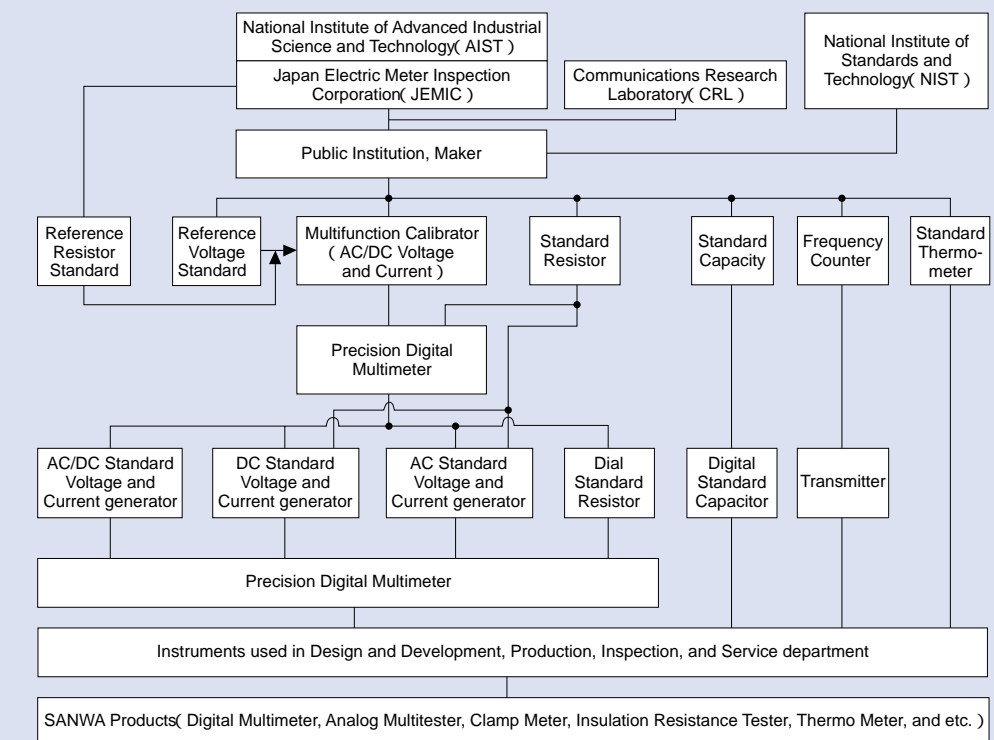 National Institute of Advanced Industrial
Science and Technology( AIST )
Japan Electric Meter Inspection
Corporation( JEMIC )
Communications Research
Laboratory( CRL )
National Institute of
Standards and
Technology( NIST )
Public Institution, Maker
Reference
Resistor
Standard
Reference
Voltage
Standard
Multifunction Calibrator
( AC/DC Voltage
and Current )
Standard
Resistor
Standard
Capacity
Frequency
Counter
Standard
Thermo-
meter
Precision Digital
Multimeter
AC/DC Standard
Voltage and
Current generator
DC Standard
Voltage and
Current generator
AC Standard
Voltage and
Current generator
Dial
Standard
Resistor
Digital
Standard
Capacitor
Transmitter
Precision Digital Multimeter
Instruments used in Design and Development, Production, Inspection, and Service department
SANWA Products( Digital Multimeter, Analog Multitester, Clamp Meter, Insulation Resistance Tester, Thermo Meter, and etc. )